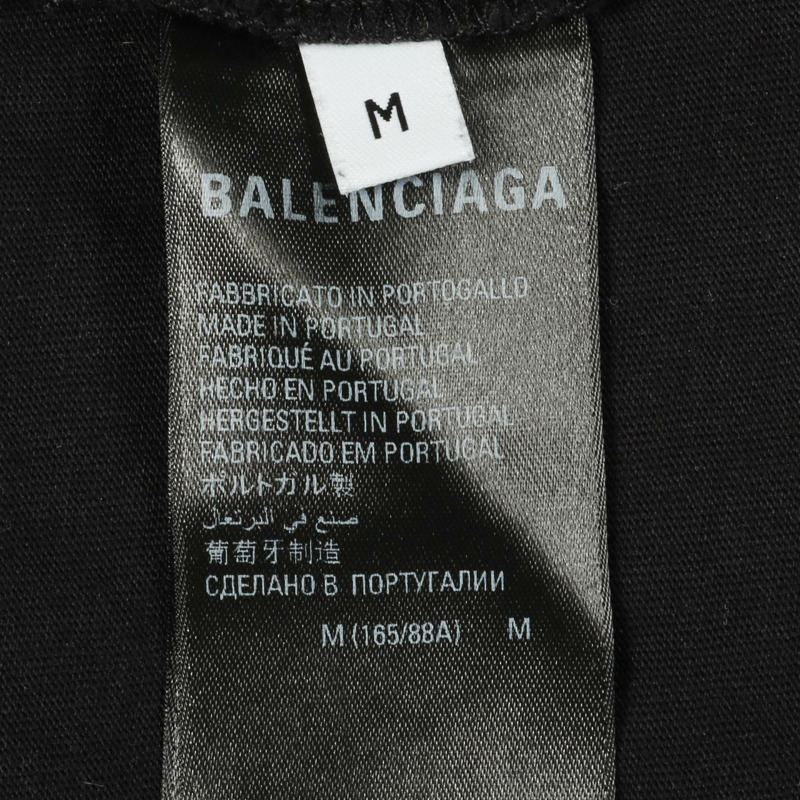 M
BALENCIAGA
FABBRICATO IN PORTOGALLO
MADE IN PORTUGAL
FABRIQUÉ AU PORTUGAL
HECHO EN PORTUGAL
HERGESTELLT IN PORTUGAL
FABRICADO EM PORTUGAL
ポルトカル製
صنع في البرتغال
葡萄牙制造
СДЕЛАНО В ПОРТУГАЛИИ
M (165/88A) M